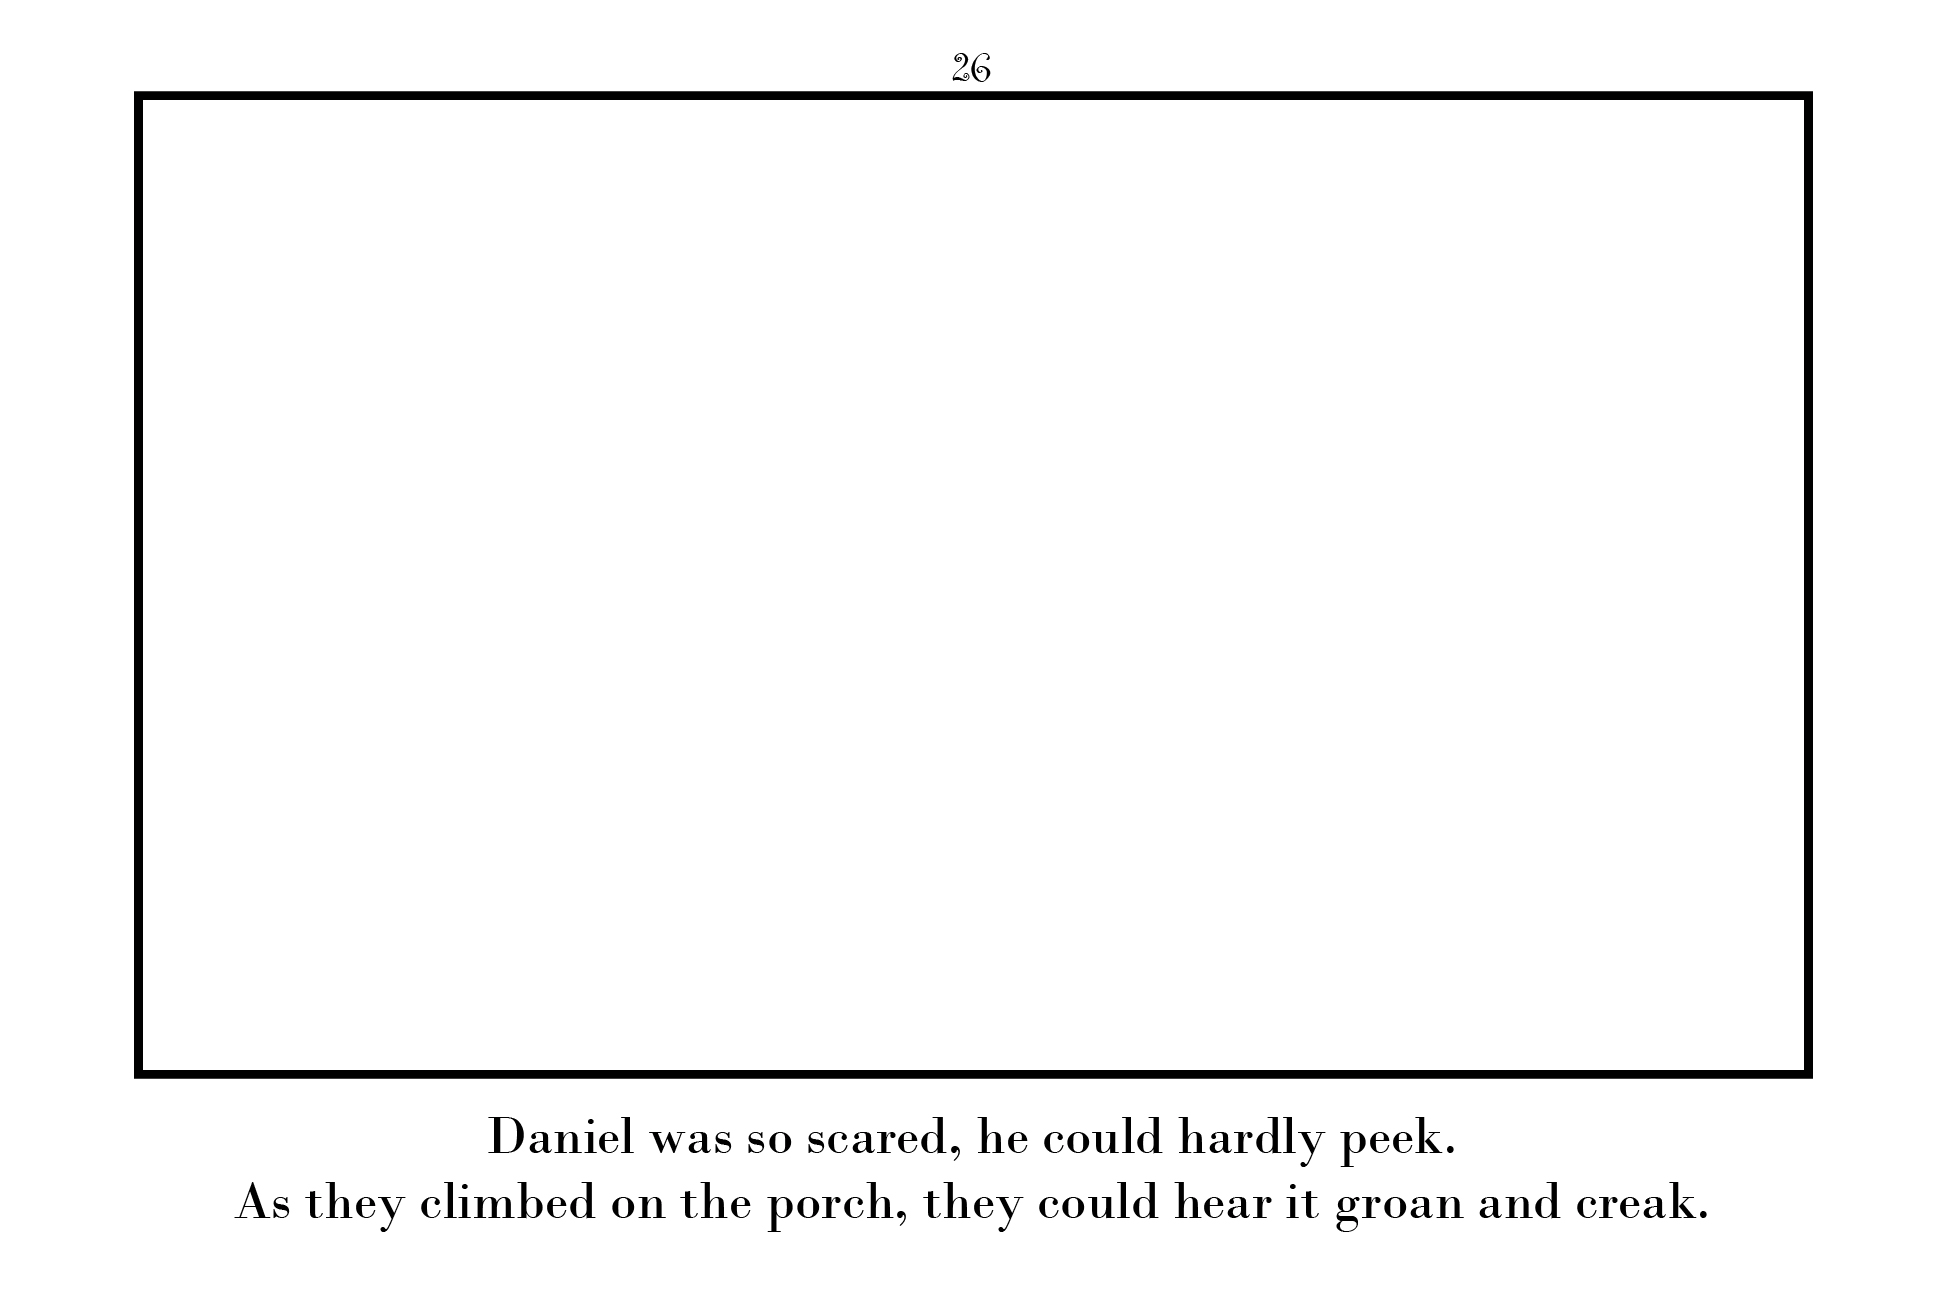 26
Daniel was so scared, he could hardly peek.
As they climbed on the porch, they could hear it groan and creak.